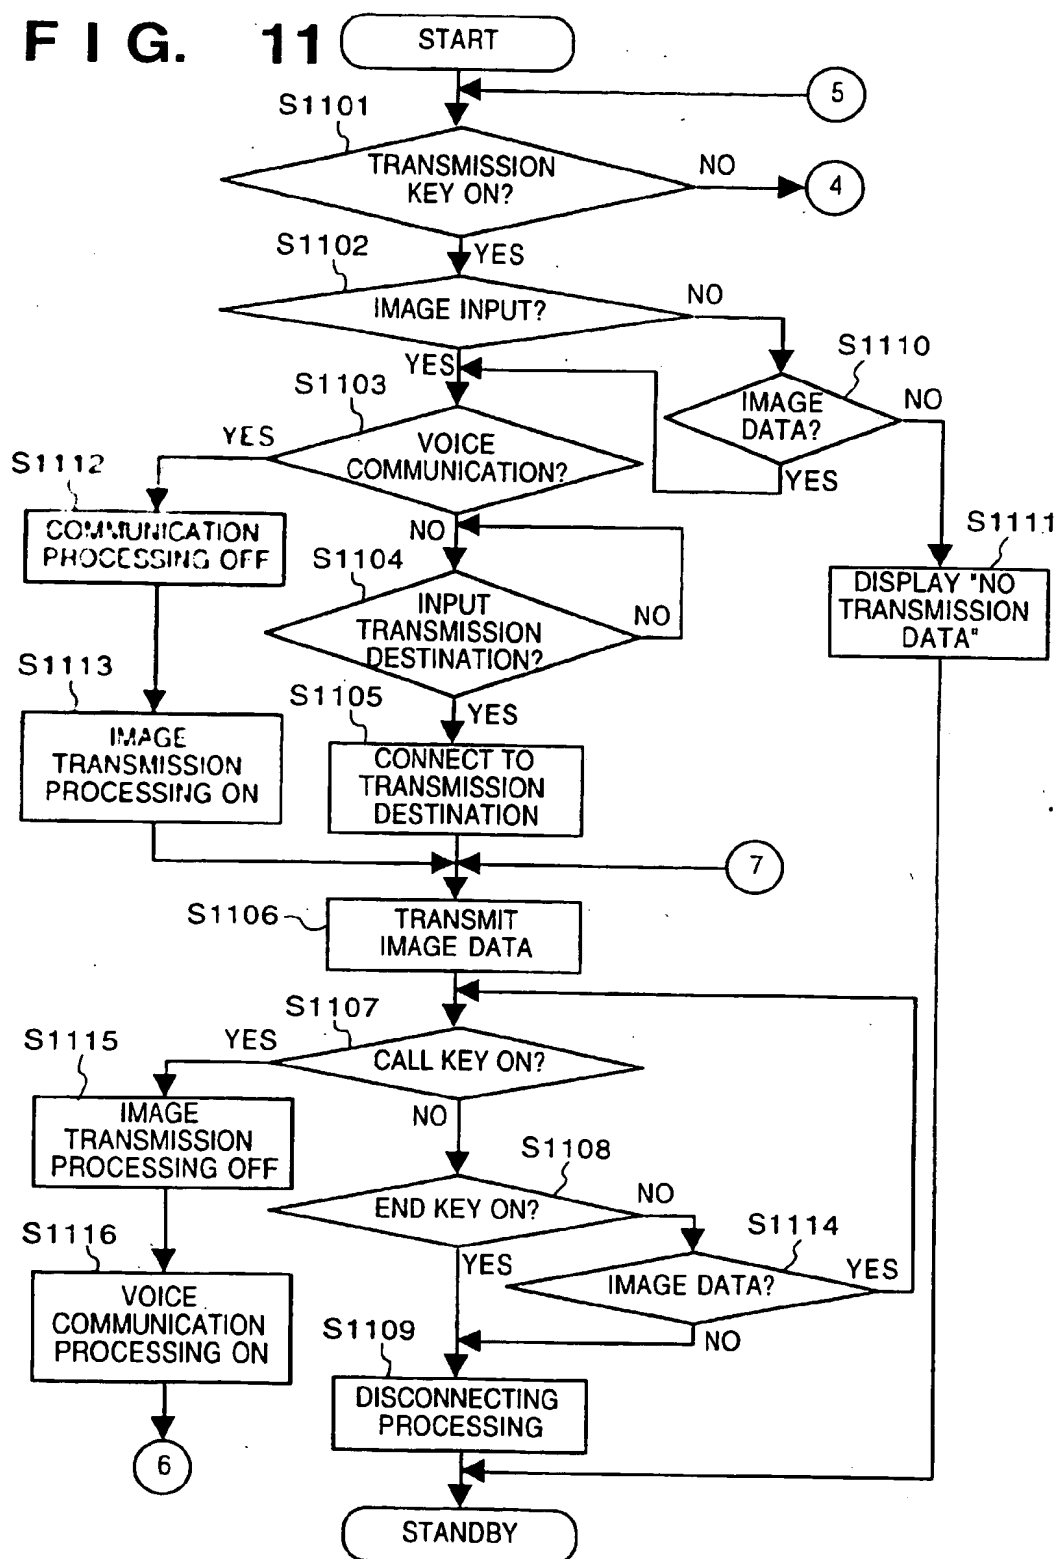 FIG. 11
START
5
S1101
TRANSMISSION
KEY ON?
NO
4
YES
S1102
IMAGE INPUT?
NO
YES
S1110
IMAGE
DATA?
NO
YES
S1103
VOICE
COMMUNICATION?
YES
NO
S1112
COMMUNICATION
PROCESSING OFF
S1111
DISPLAY "NO
TRANSMISSION
DATA"
S1104
INPUT
TRANSMISSION
DESTINATION?
NO
YES
S1113
IMAGE
TRANSMISSION
PROCESSING ON
S1105
CONNECT TO
TRANSMISSION
DESTINATION
7
S1106
TRANSMIT
IMAGE DATA
S1107
CALL KEY ON?
YES
NO
S1115
IMAGE
TRANSMISSION
PROCESSING OFF
S1108
END KEY ON?
NO
YES
S1114
IMAGE DATA?
YES
NO
S1116
VOICE
COMMUNICATION
PROCESSING ON
S1109
DISCONNECTING
PROCESSING
6
STANDBY